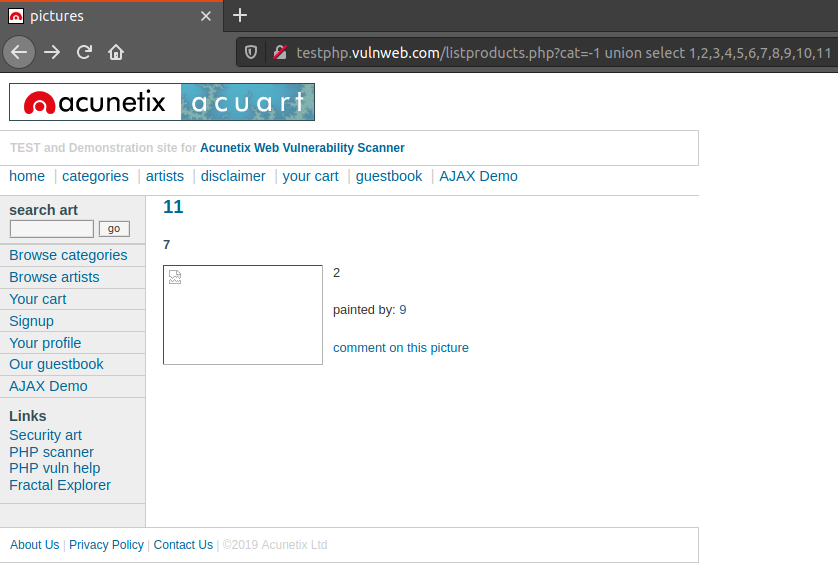 pictures
testphp.vulnweb.com/listproducts.php?cat=-1 union select 1,2,3,4,5,6,7,8,9,10,11
acunetix acuart
TEST and Demonstration site for Acunetix Web Vulnerability Scanner
home | categories | artists | disclaimer | your cart | guestbook | AJAX Demo
search art
go
Browse categories
Browse artists
Your cart
Signup
Your profile
Our guestbook
AJAX Demo
Links
Security art
PHP scanner
PHP vuln help
Fractal Explorer
11
7
2
painted by: 9
comment on this picture
About Us | Privacy Policy | Contact Us | ©2019 Acunetix Ltd